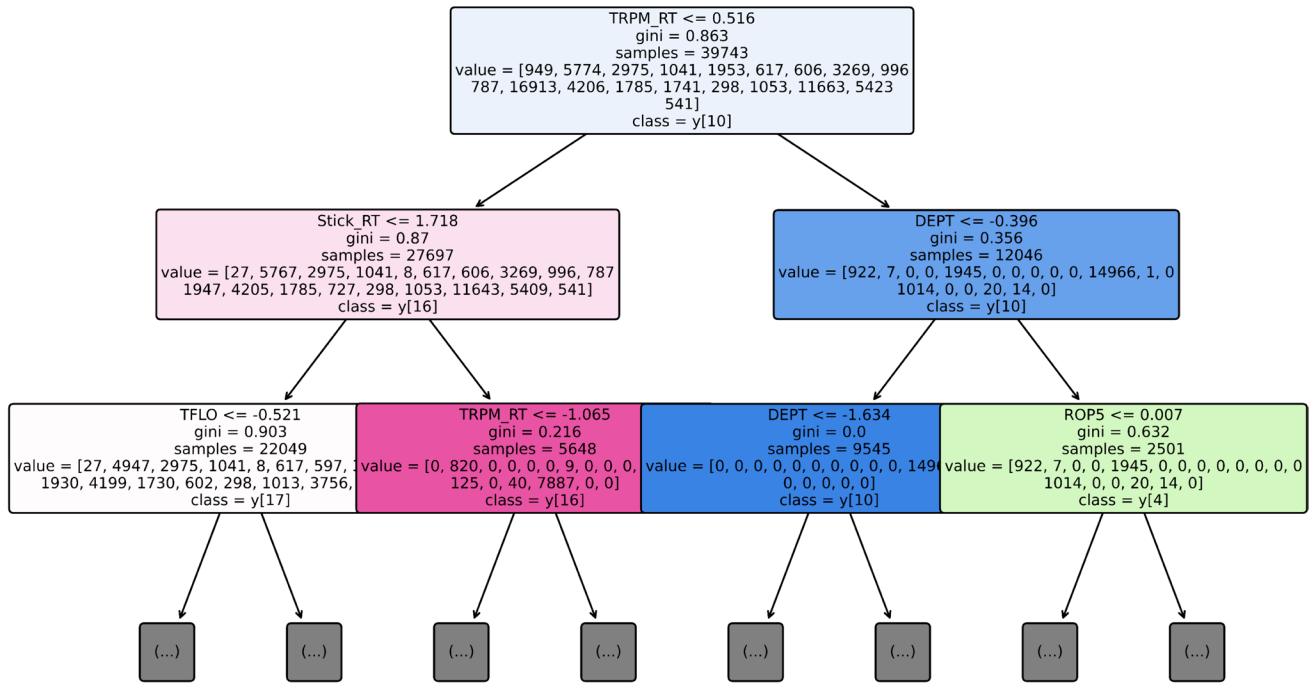 TRPM_RT <= 0.516
gini = 0.863
samples = 39743
value = [949, 5774, 2975, 1041, 1953, 617, 606, 3269, 996
787, 16913, 4206, 1785, 1741, 298, 1053, 11663, 5423
541]
class = y[10]
Stick_RT <= 1.718
gini = 0.87
samples = 27697
value = [27, 5767, 2975, 1041, 8, 617, 606, 3269, 996, 787
1947, 4205, 1785, 727, 298, 1053, 11643, 5409, 541]
class = y[16]
DEPT <= -0.396
gini = 0.356
samples = 12046
value = [922, 7, 0, 0, 1945, 0, 0, 0, 0, 0, 14966, 1, 0
1014, 0, 0, 20, 14, 0]
class = y[10]
TFLO <= -0.521
gini = 0.903
samples = 22049
value = [27, 4947, 2975, 1041, 8, 617, 597,
1930, 4199, 1730, 602, 298, 1013, 3756,
class = y[17]
TRPM_RT <= -1.065
gini = 0.216
samples = 5648
value = [0, 820, 0, 0, 0, 0, 9, 0, 0, 0,
125, 0, 40, 7887, 0, 0]
class = y[16]
DEPT <= -1.634
gini = 0.0
samples = 9545
value = [0, 0, 0, 0, 0, 0, 0, 0, 0, 0,
0, 0, 0, 0, 0]
class = y[10]
ROP5 <= 0.007
gini = 0.632
samples = 2501
value = [922, 7, 0, 0, 1945, 0, 0, 0, 0, 0, 0, 0, 0
1014, 0, 0, 20, 14, 0]
class = y[4]
(...)
(...)
(...)
(...)
(...)
(...)
(...)
(...)